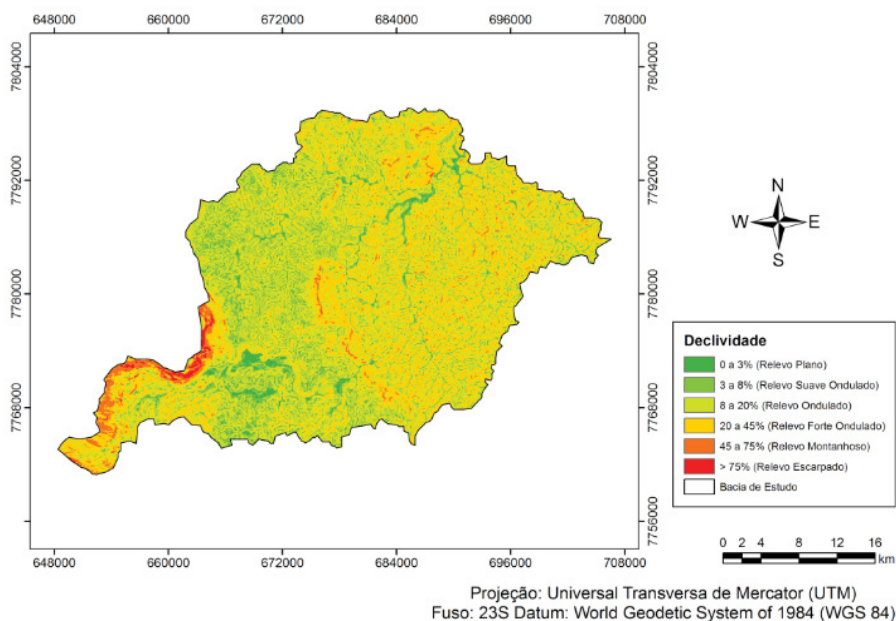 648000 660000 672000 684000 696000 708000
7804000 7804000
7792000 7792000
N
W E
S
7780000 7780000
Declividade
0 a 3% (Relevo Plano)
3 a 8% (Relevo Suave Ondulado)
8 a 20% (Relevo Ondulado)
20 a 45% (Relevo Forte Ondulado)
45 a 75% (Relevo Montanhoso)
> 75% (Relevo Escarpado)
Bacia de Estudo
7768000 7768000
7756000 7756000
648000 660000 672000 684000 696000 708000
0 2 4 8 12 16
km
Projeção: Universal Transversa de Mercator (UTM)
Fuso: 23S Datum: World Geodetic System of 1984 (WGS 84)